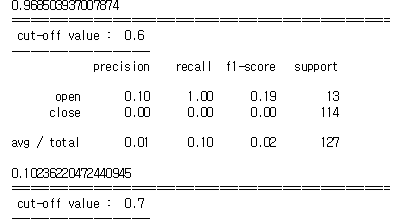 0.968503937007874
==================================================
cut-off value :  0.6
--------------------
precision    recall  f1-score   support
open       0.10      1.00      0.19        13
close       0.00      0.00      0.00       114
avg / total       0.01      0.10      0.02       127
0.10236220472440945
==================================================
cut-off value :  0.7
--------------------